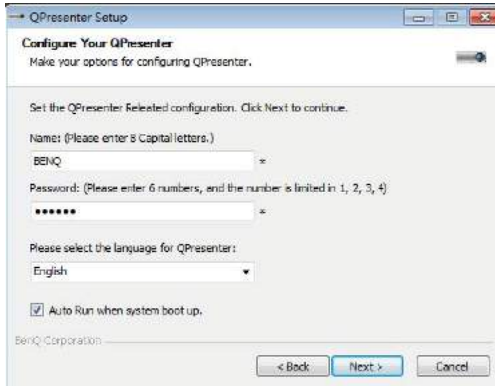 QPresenter Setup
Configure Your QPresenter
Make your options for configuring QPresenter.
Set the QPresenter Releated configuration. Click Next to continue.
Name: (Please enter 8 Capital letters.)
BENQ
*
Password: (Please enter 6 numbers, and the number is limited in 1, 2, 3, 4)
••••••
*
Please select the language for QPresenter:
English
Auto Run when system boot up.
BenQ Corporation
< Back Next > Cancel